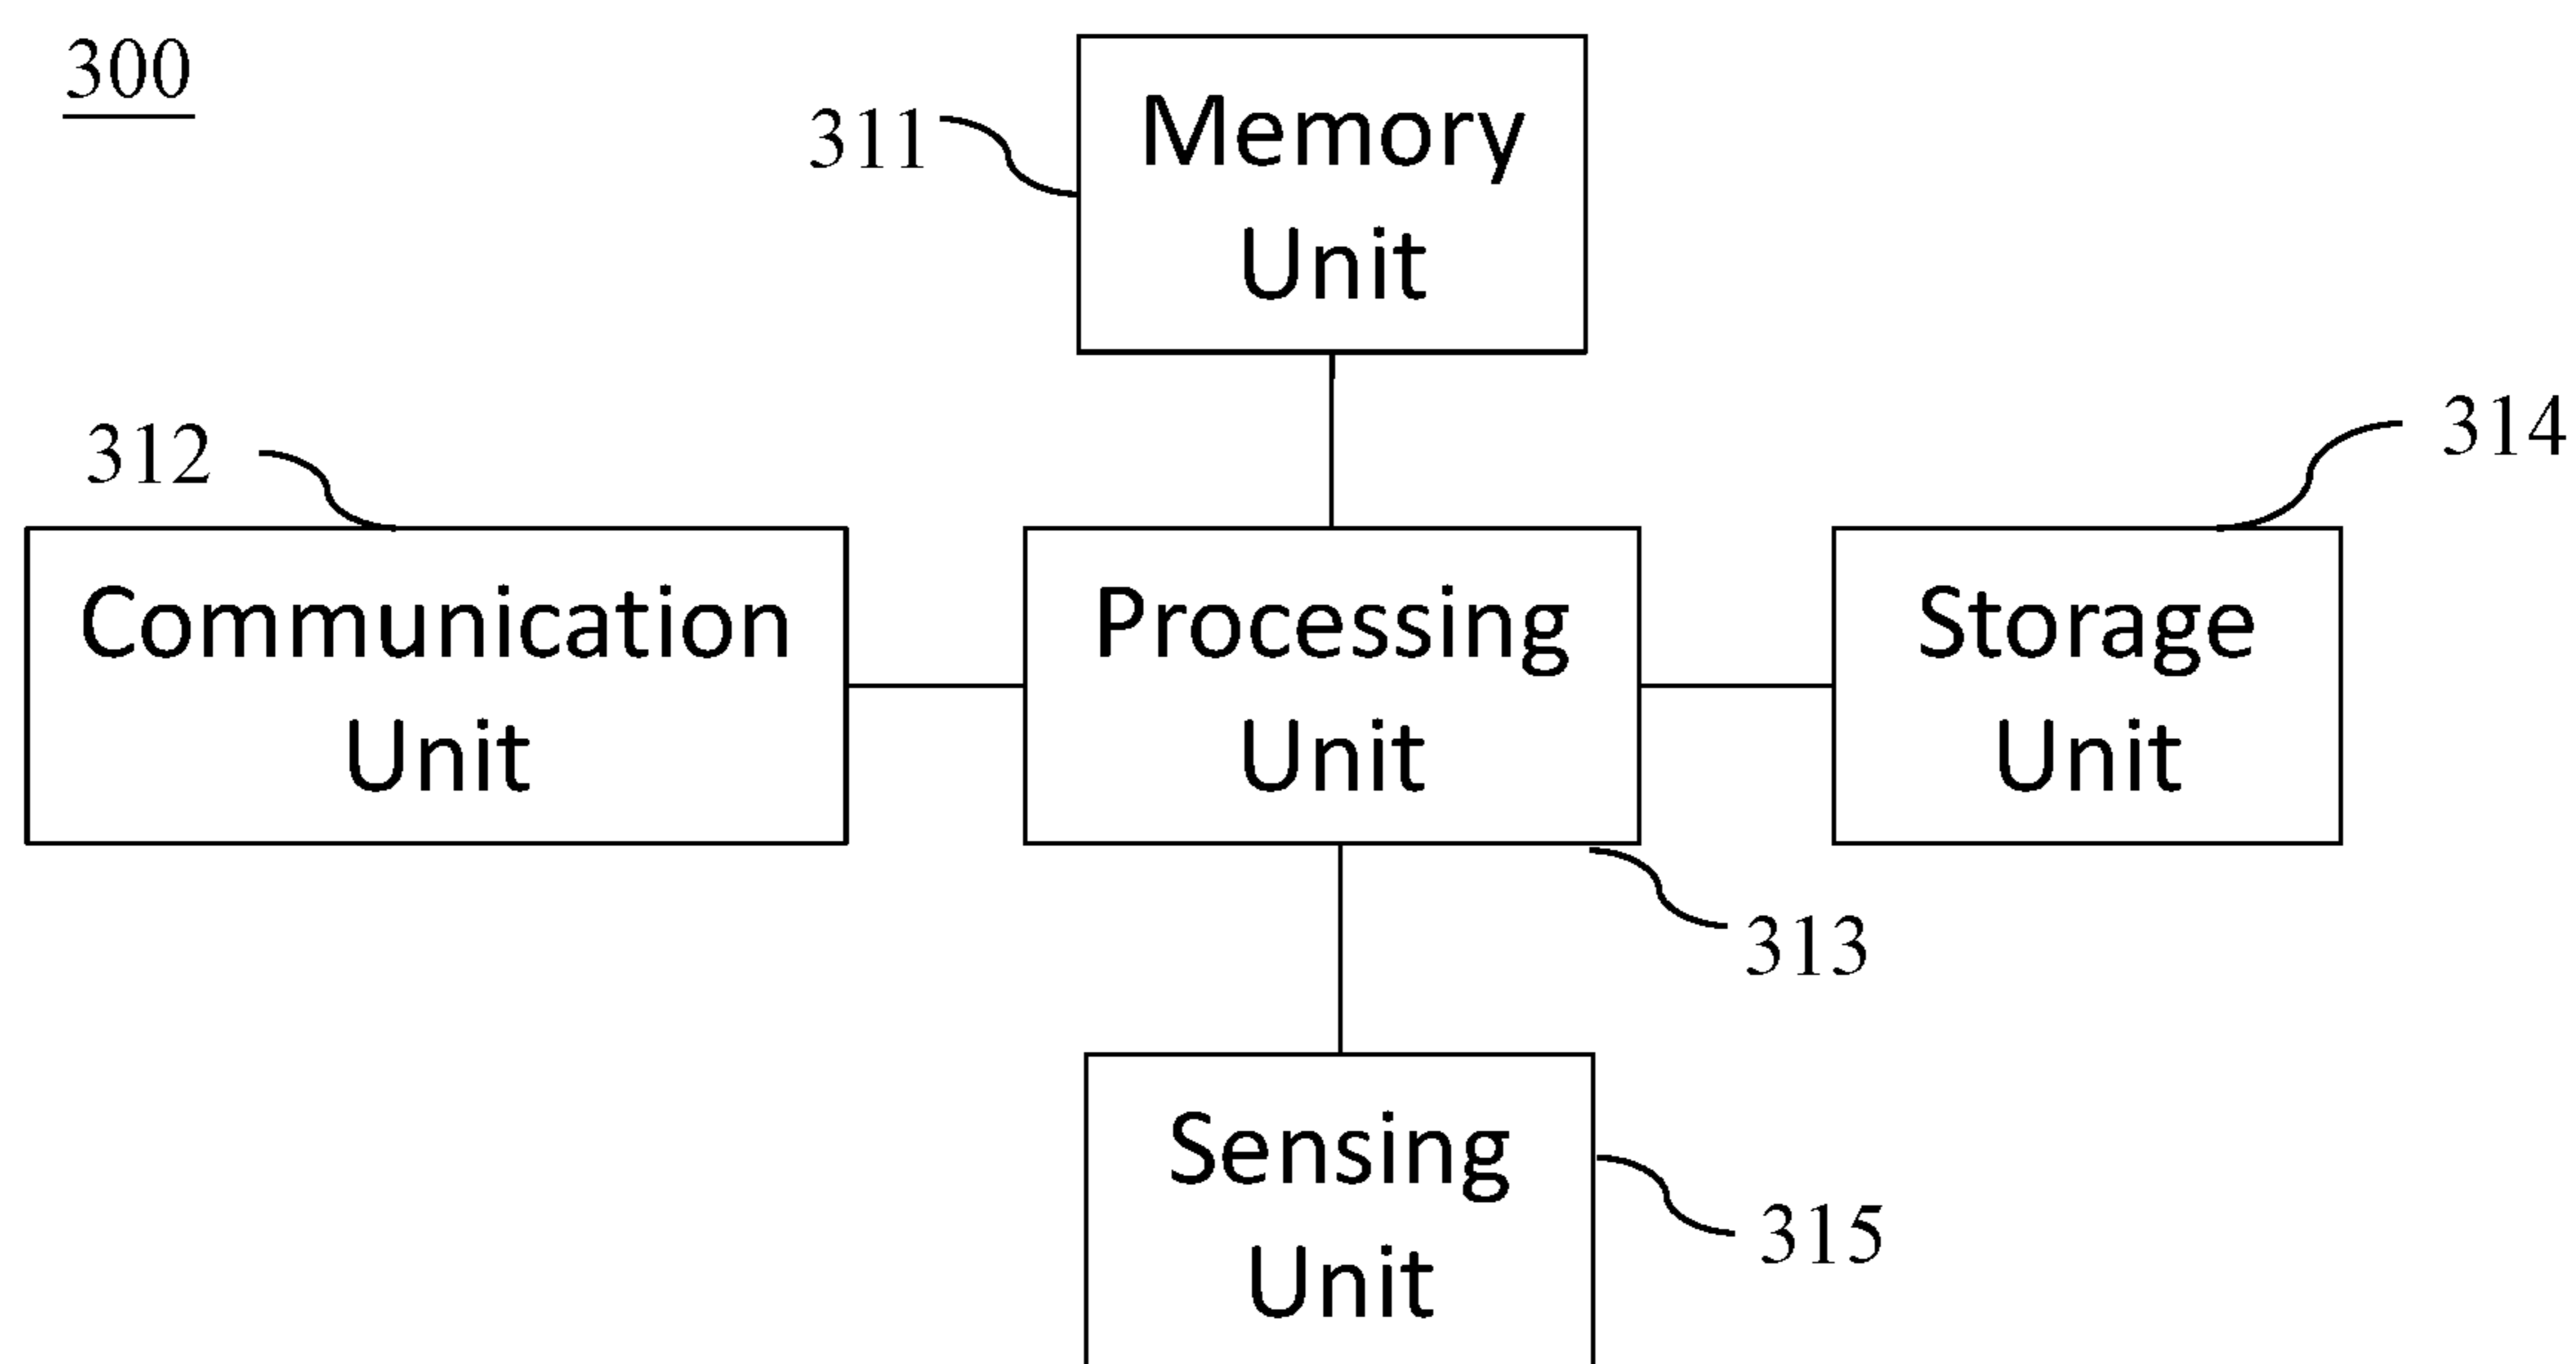 300
311
Memory
Unit
312
314
Communication
Unit
Processing
Unit
Storage
Unit
313
Sensing
Unit
315